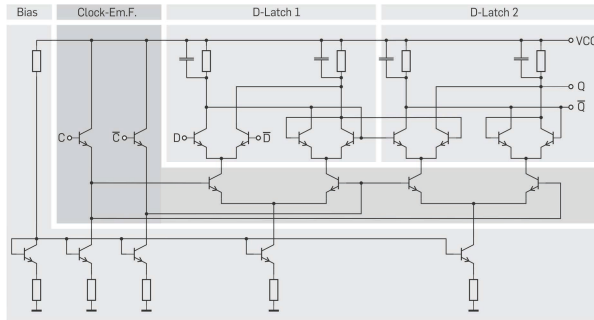 Bias Clock-Em.F. D-Latch 1 D-Latch 2
VCC
Q
Q̅
C C̅ D D̅